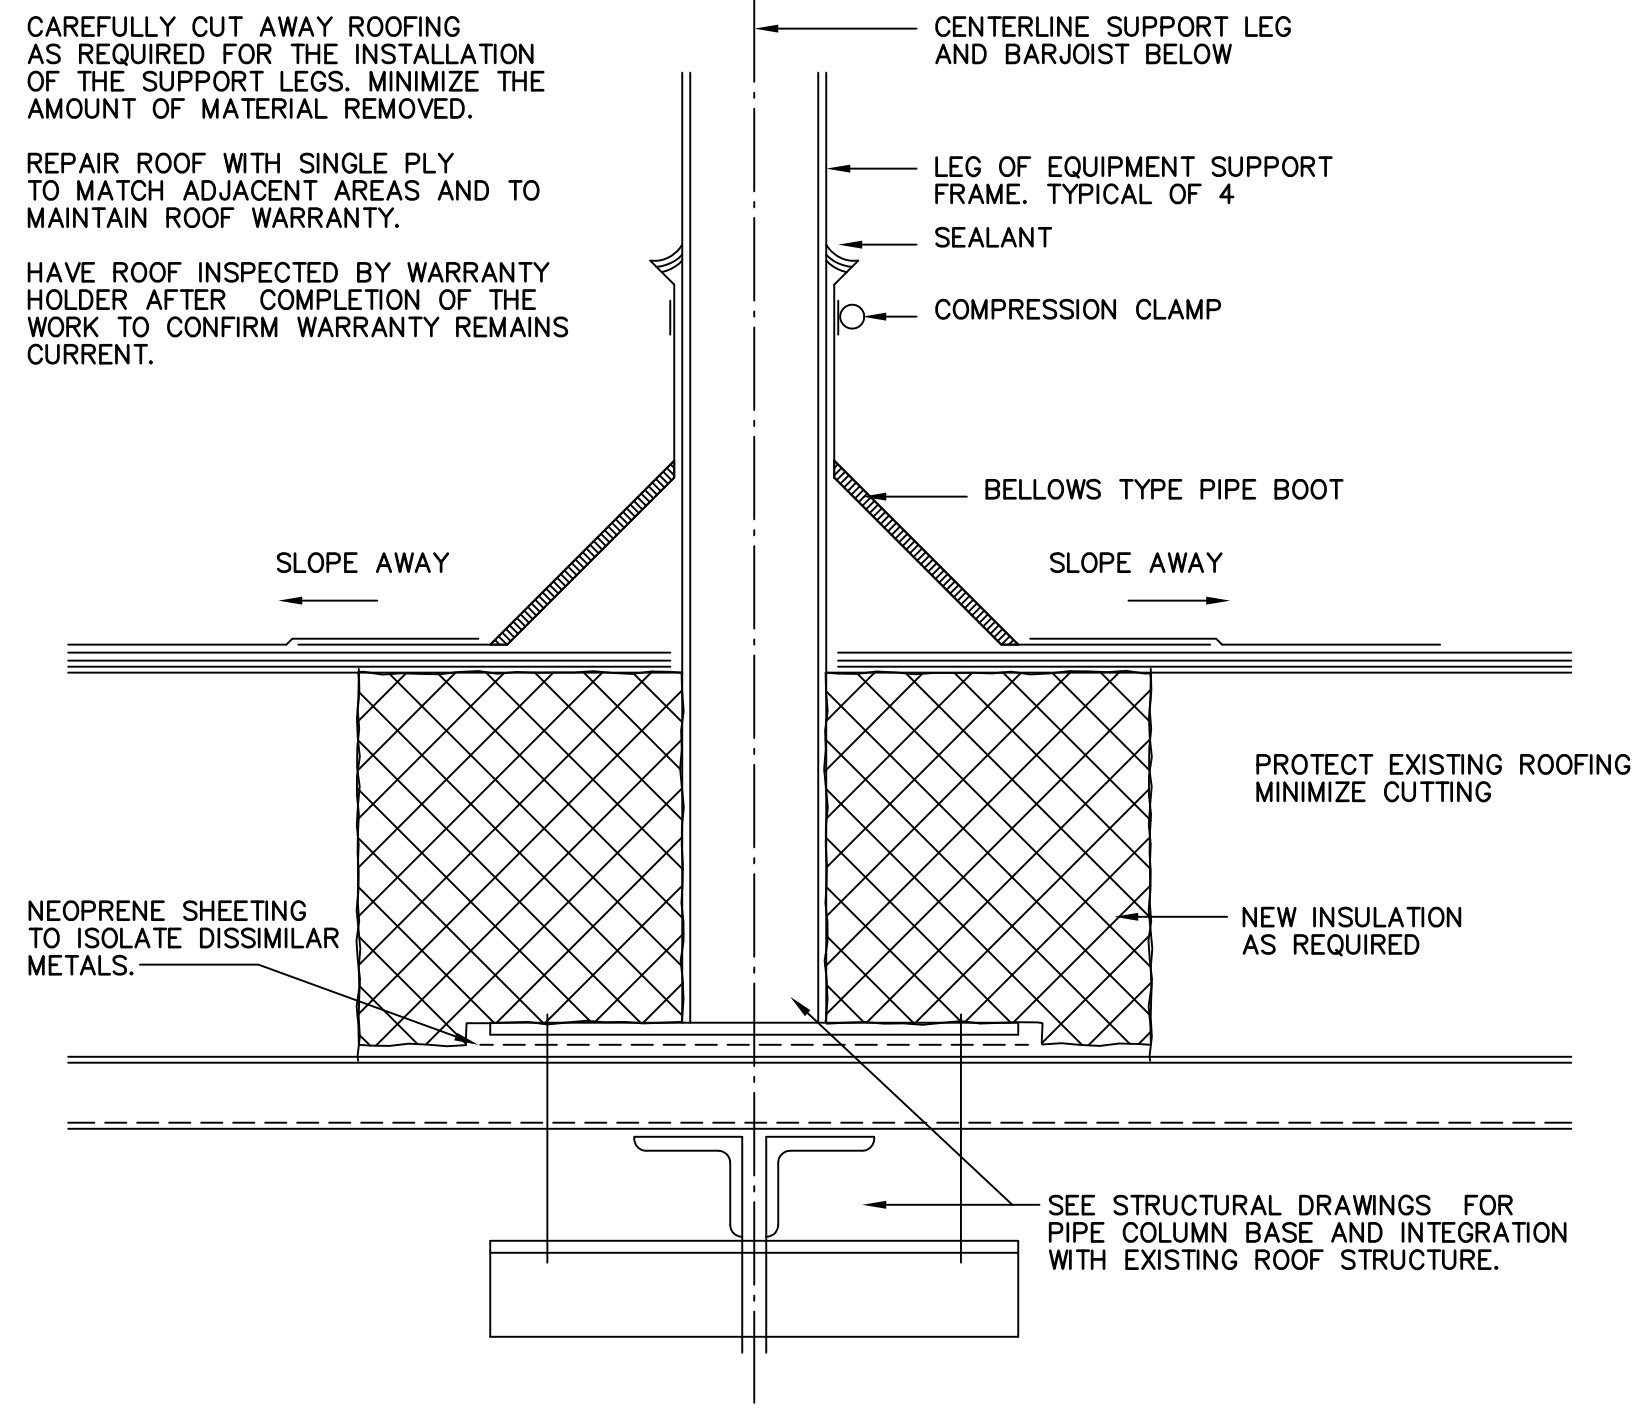 CAREFULLY CUT AWAY ROOFING
AS REQUIRED FOR THE INSTALLATION
OF THE SUPPORT LEGS. MINIMIZE THE
AMOUNT OF MATERIAL REMOVED.
REPAIR ROOF WITH SINGLE PLY
TO MATCH ADJACENT AREAS AND TO
MAINTAIN ROOF WARRANTY.
HAVE ROOF INSPECTED BY WARRANTY
HOLDER AFTER COMPLETION OF THE
WORK TO CONFIRM WARRANTY REMAINS
CURRENT.
CENTERLINE SUPPORT LEG
AND BARJOIST BELOW
LEG OF EQUIPMENT SUPPORT
FRAME. TYPICAL OF 4
SEALANT
COMPRESSION CLAMP
BELLOWS TYPE PIPE BOOT
SLOPE AWAY
SLOPE AWAY
PROTECT EXISTING ROOFING
MINIMIZE CUTTING
NEOPRENE SHEETING
TO ISOLATE DISSIMILAR
METALS.
NEW INSULATION
AS REQUIRED
SEE STRUCTURAL DRAWINGS FOR
PIPE COLUMN BASE AND INTEGRATION
WITH EXISTING ROOF STRUCTURE.